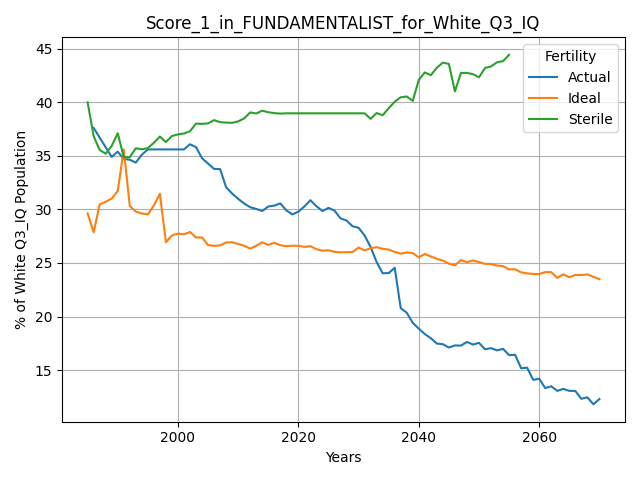 Score_1_in_FUNDAMENTALIST_for_White_Q3_IQ
% of White Q3_IQ Population
45
40
35
30
25
20
15
Fertility
Actual
Ideal
Sterile
2000
2020
2040
2060
Years